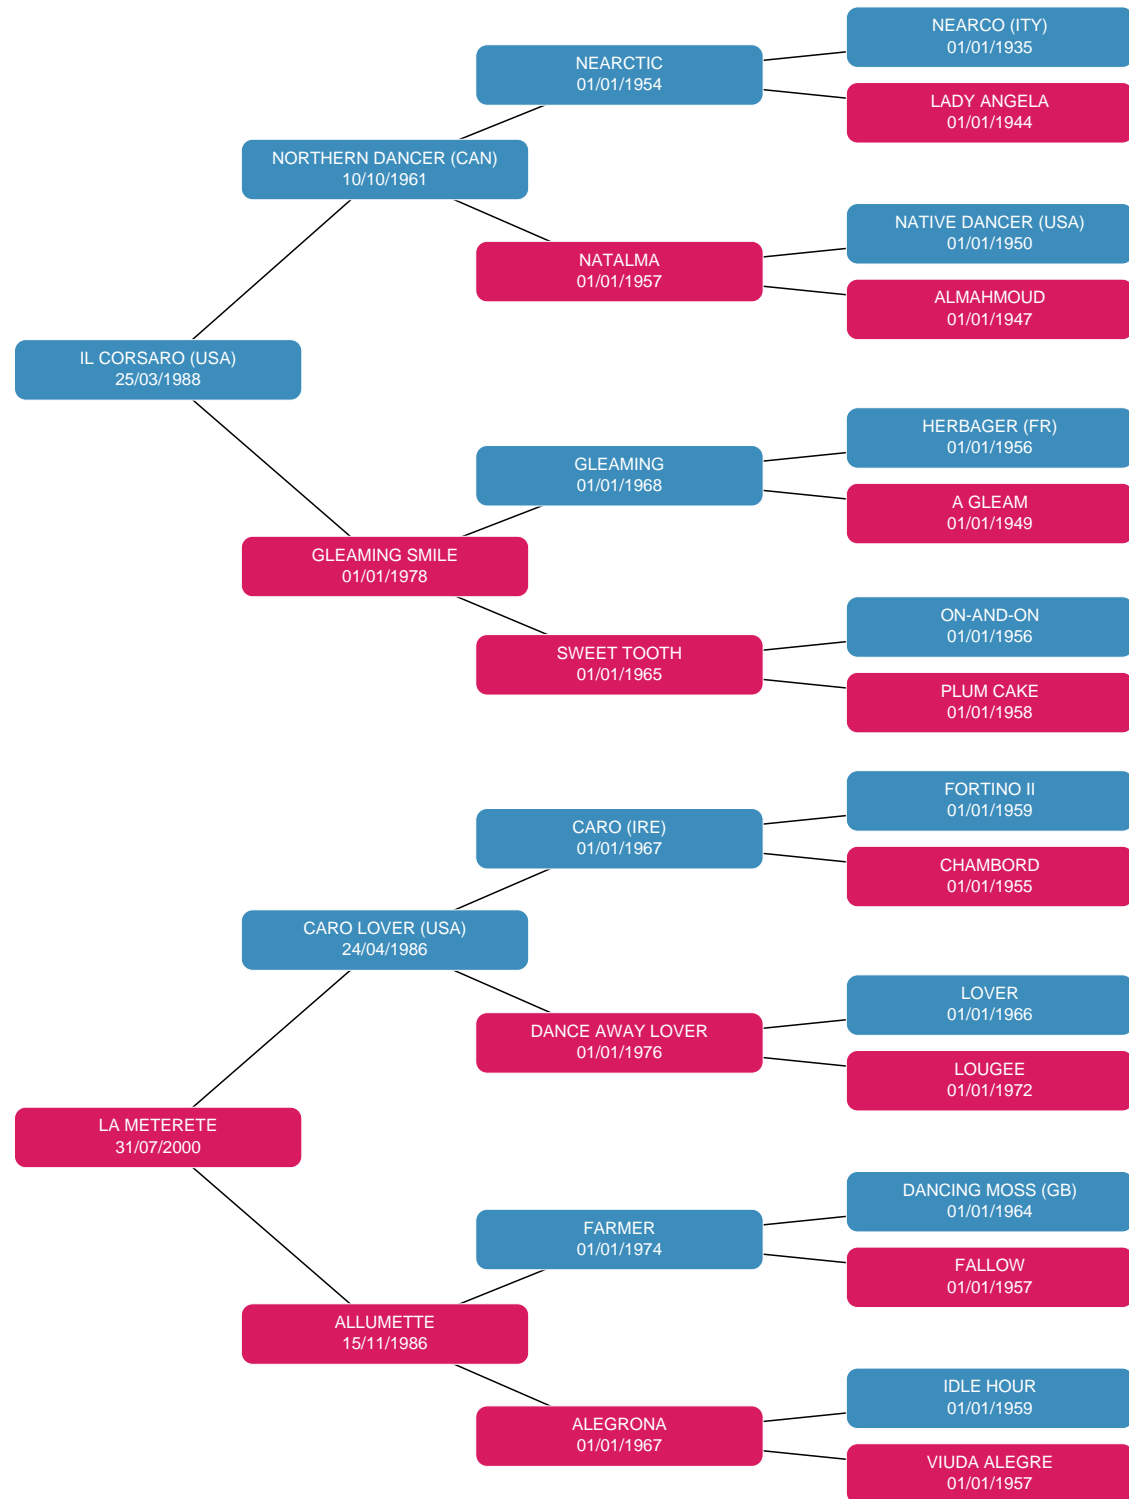 NEARCO (ITY)
01/01/1935
NEARCTIC
01/01/1954
LADY ANGELA
01/01/1944
NORTHERN DANCER (CAN)
10/10/1961
NATIVE DANCER (USA)
01/01/1950
NATALMA
01/01/1957
ALMAHMOUD
01/01/1947
IL CORSARO (USA)
25/03/1988
HERBAGER (FR)
01/01/1956
GLEAMING
01/01/1968
A GLEAM
01/01/1949
GLEAMING SMILE
01/01/1978
ON-AND-ON
01/01/1956
SWEET TOOTH
01/01/1965
PLUM CAKE
01/01/1958
FORTINO II
01/01/1959
CARO (IRE)
01/01/1967
CHAMBORD
01/01/1955
CARO LOVER (USA)
24/04/1986
LOVER
01/01/1966
DANCE AWAY LOVER
01/01/1976
LOUGEE
01/01/1972
LA METERETE
31/07/2000
DANCING MOSS (GB)
01/01/1964
FARMER
01/01/1974
FALLOW
01/01/1957
ALLUMETTE
15/11/1986
IDLE HOUR
01/01/1959
ALEGRONA
01/01/1967
VIUDA ALEGRE
01/01/1957